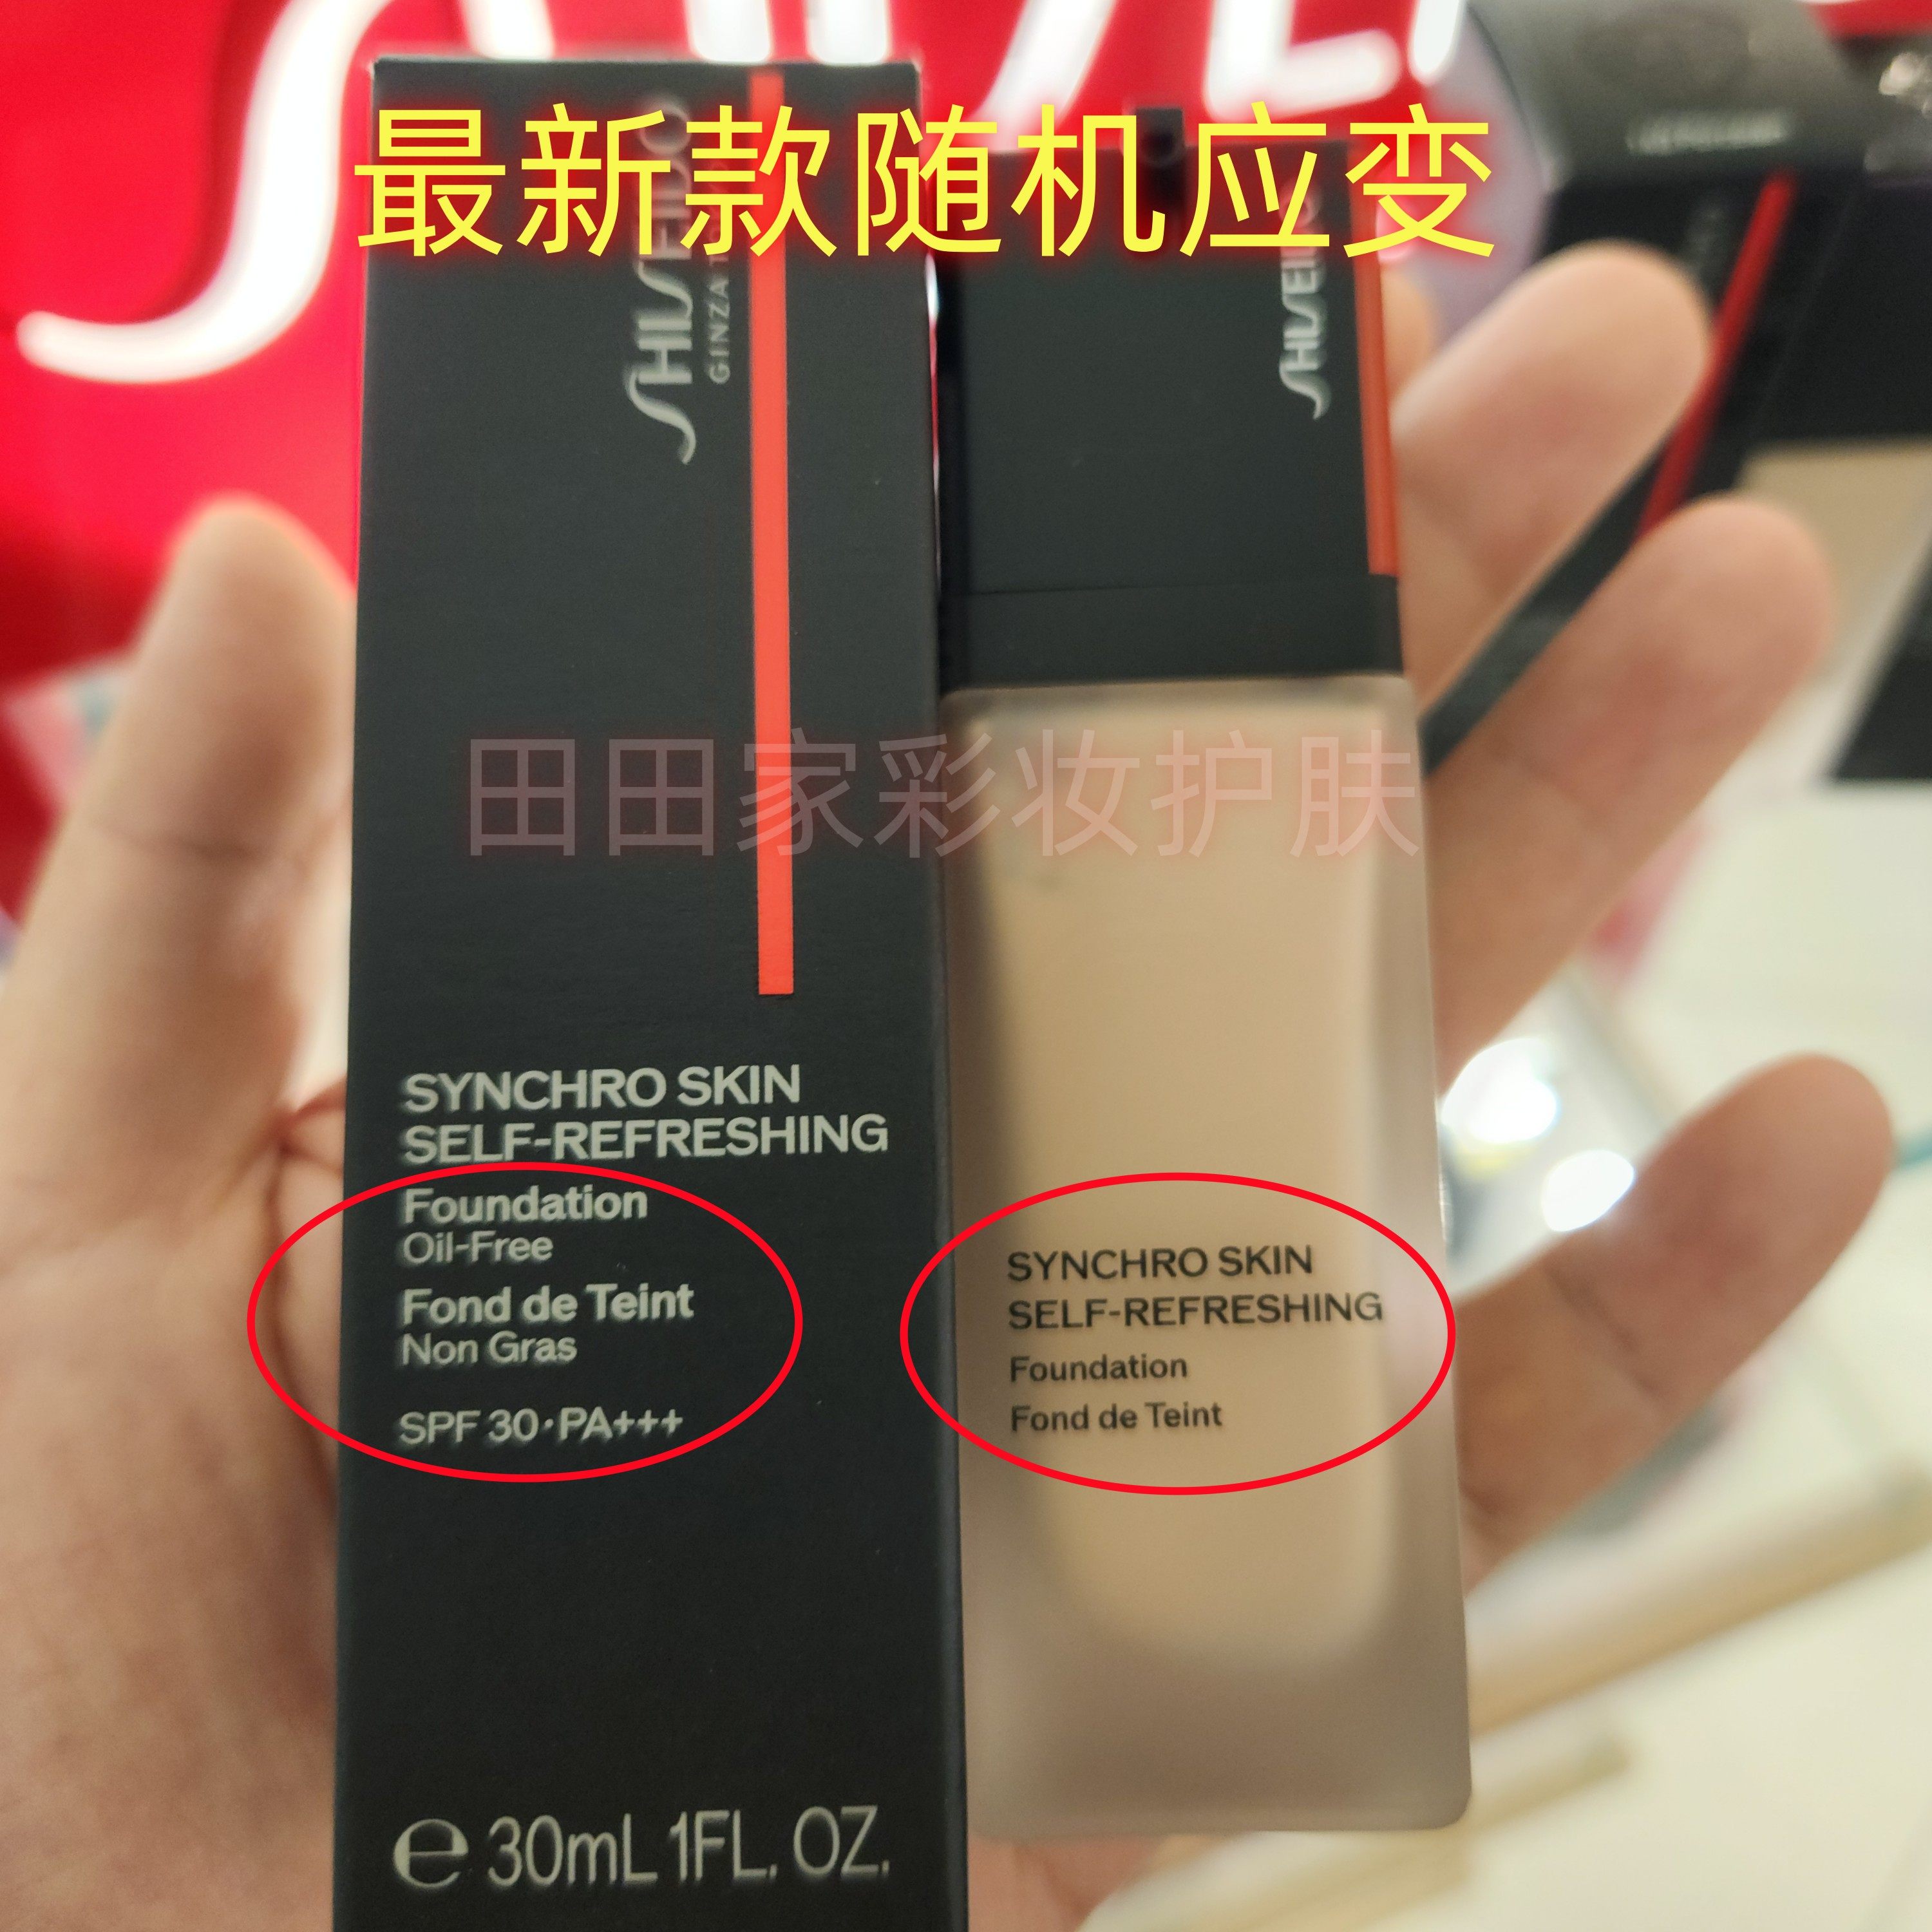 最新款随机应变
SHISEIDO
GINZA
SHISEIDO
田田家彩妆护肤
SYNCHRO SKIN
SELF-REFRESHING
Foundation
Oil-Free
Fond de Teint
Non Gras
SPF 30·PA+++
℮ 30mL 1FL. OZ.
SYNCHRO SKIN
SELF-REFRESHING
Foundation
Fond de Teint